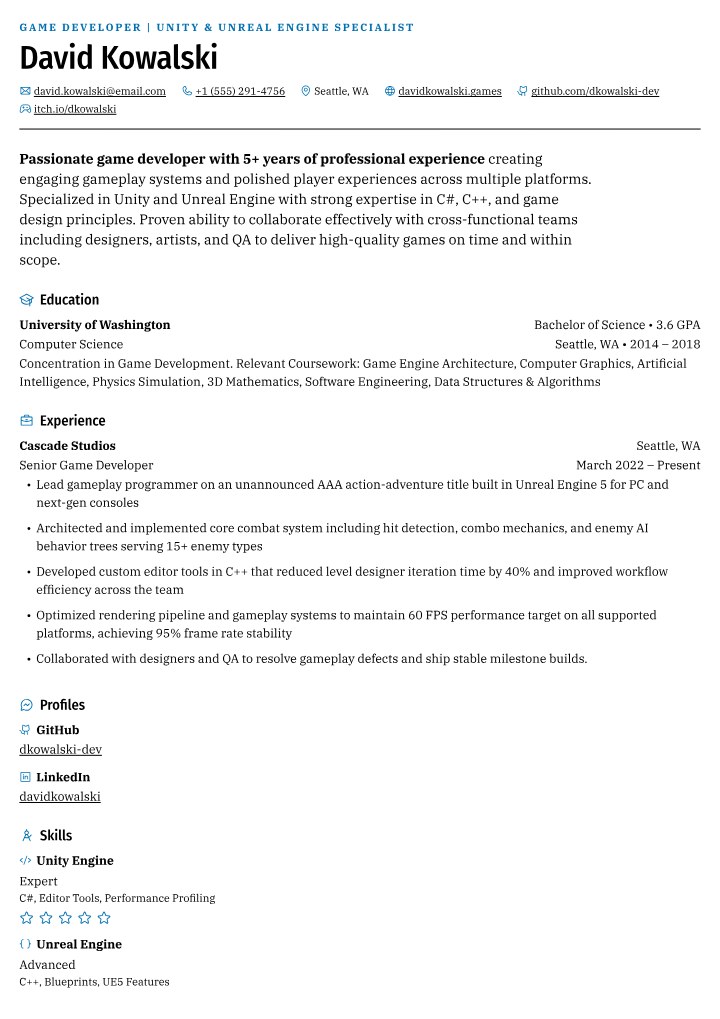 GAME DEVELOPER | UNITY & UNREAL ENGINE SPECIALIST
David Kowalski
david.kowalski@email.com +1 (555) 291-4756 Seattle, WA davidkowalski.games github.com/dkowalski-dev
itch.io/dkowalski
Passionate game developer with 5+ years of professional experience creating
engaging gameplay systems and polished player experiences across multiple platforms.
Specialized in Unity and Unreal Engine with strong expertise in C#, C++, and game
design principles. Proven ability to collaborate effectively with cross-functional teams
including designers, artists, and QA to deliver high-quality games on time and within
scope.
Education
University of Washington Bachelor of Science • 3.6 GPA
Computer Science Seattle, WA • 2014 – 2018
Concentration in Game Development. Relevant Coursework: Game Engine Architecture, Computer Graphics, Artificial
Intelligence, Physics Simulation, 3D Mathematics, Software Engineering, Data Structures & Algorithms
Experience
Cascade Studios Seattle, WA
Senior Game Developer March 2022 – Present
• Lead gameplay programmer on an unannounced AAA action-adventure title built in Unreal Engine 5 for PC and
next-gen consoles
• Architected and implemented core combat system including hit detection, combo mechanics, and enemy AI
behavior trees serving 15+ enemy types
• Developed custom editor tools in C++ that reduced level designer iteration time by 40% and improved workflow
efficiency across the team
• Optimized rendering pipeline and gameplay systems to maintain 60 FPS performance target on all supported
platforms, achieving 95% frame rate stability
• Collaborated with designers and QA to resolve gameplay defects and ship stable milestone builds.
Profiles
GitHub
dkowalski-dev
LinkedIn
davidkowalski
Skills
Unity Engine
Expert
C#, Editor Tools, Performance Profiling
Unreal Engine
Advanced
C++, Blueprints, UE5 Features